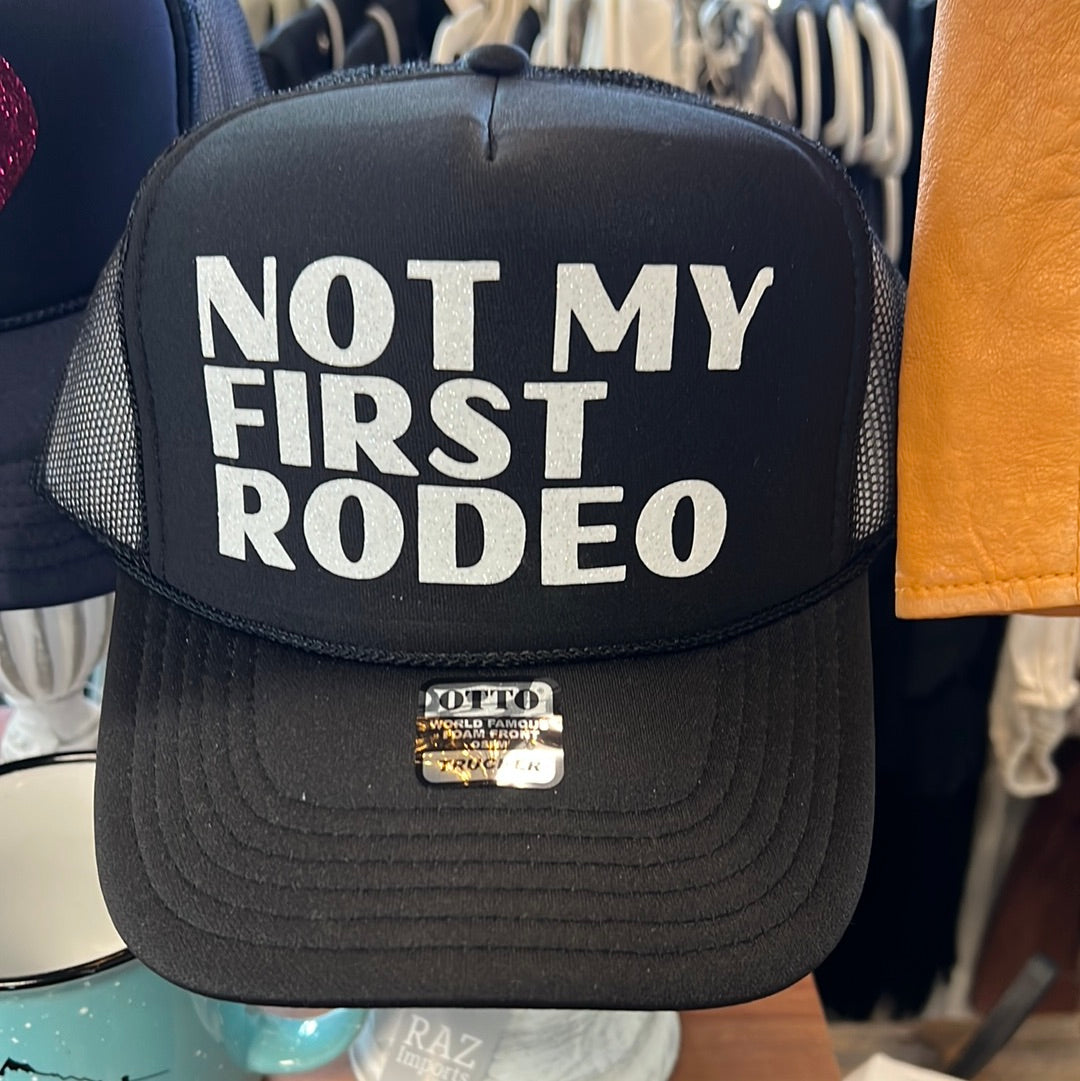 NOT MY
FIRST
RODEO
OTTO
WORLD FAMOUS
FOAM FRONT
TRUCKER
RAZ
Imports